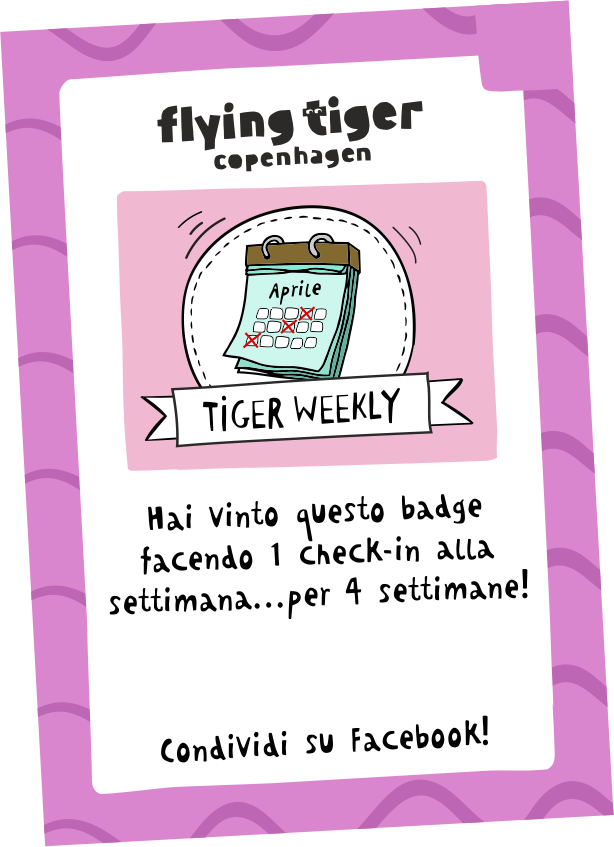 flying tiger
copenhagen
Aprile
TiGER WEEKLY
Hai vinto questo badge
facendo 1 check-in alla
settimana...per 4 settimane!
Condividi su Facebook!